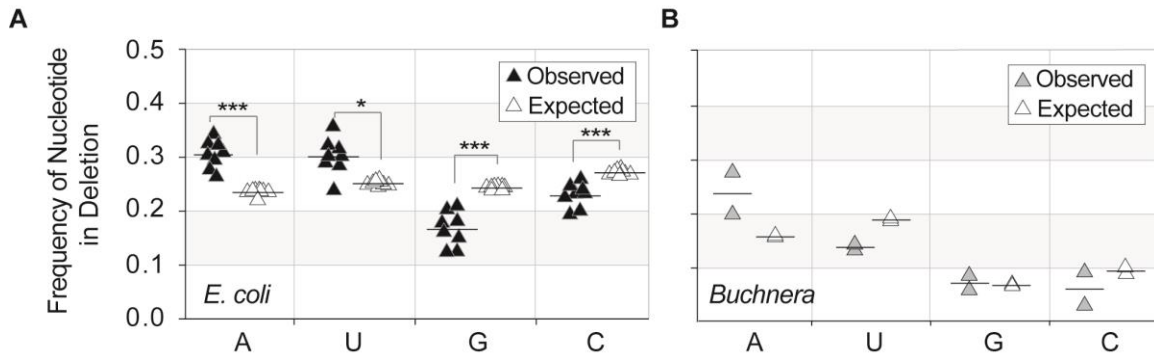 A
B
Frequency of Nucleotide
in Deletion
0.5
0.4
0.3
0.2
0.1
0.0
Observed
Expected
***
*
***
***
E. coli
A
U
G
C
Observed
Expected
Buchnera
A
U
G
C